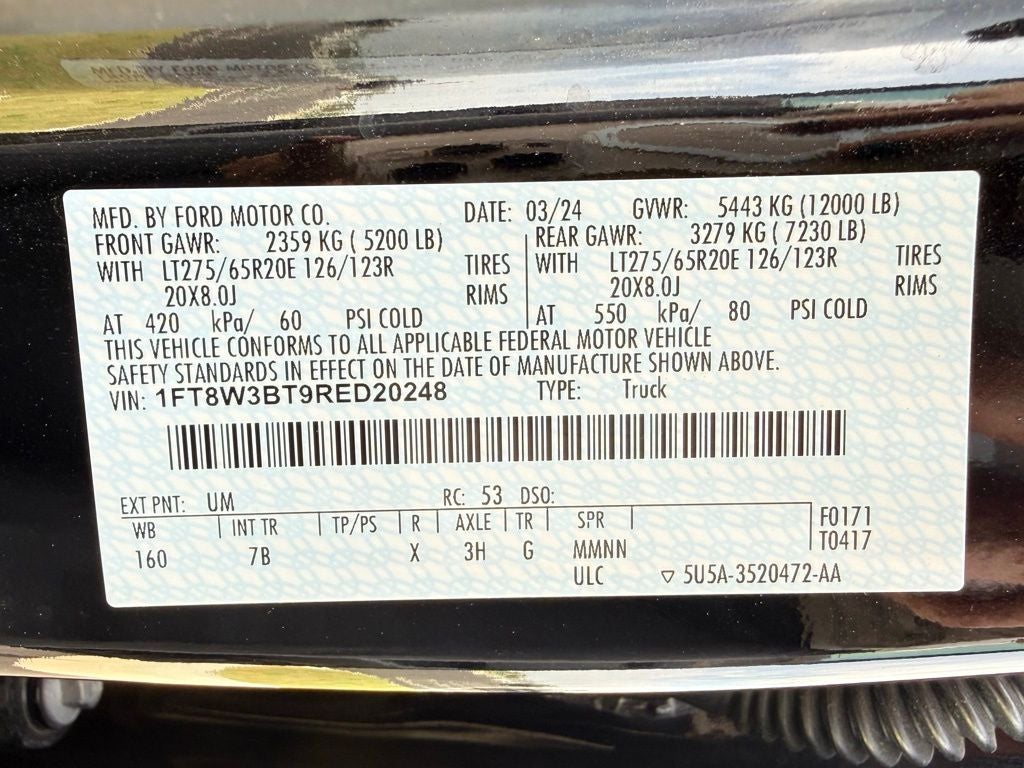 MFD. BY FORD MOTOR CO. DATE: 03/24 GVWR: 5443 KG (12000 LB)
FRONT GAWR: 2359 KG ( 5200 LB) REAR GAWR: 3279 KG ( 7230 LB)
WITH LT275/65R20E 126/123R TIRES WITH LT275/65R20E 126/123R TIRES
20X8.0J RIMS 20X8.0J RIMS
AT 420 kPa/ 60 PSI COLD AT 550 kPa/ 80 PSI COLD
THIS VEHICLE CONFORMS TO ALL APPLICABLE FEDERAL MOTOR VEHICLE
SAFETY STANDARDS IN EFFECT ON THE DATE OF MANUFACTURE SHOWN ABOVE.
VIN: 1FT8W3BT9RED20248 TYPE: Truck
EXT PNT: UM RC: 53 DSO:
WB INT TR TP/PS R AXLE TR SPR F0171
160 7B X 3H G MMNN T0417
ULC ▽ 5U5A-3520472-AA